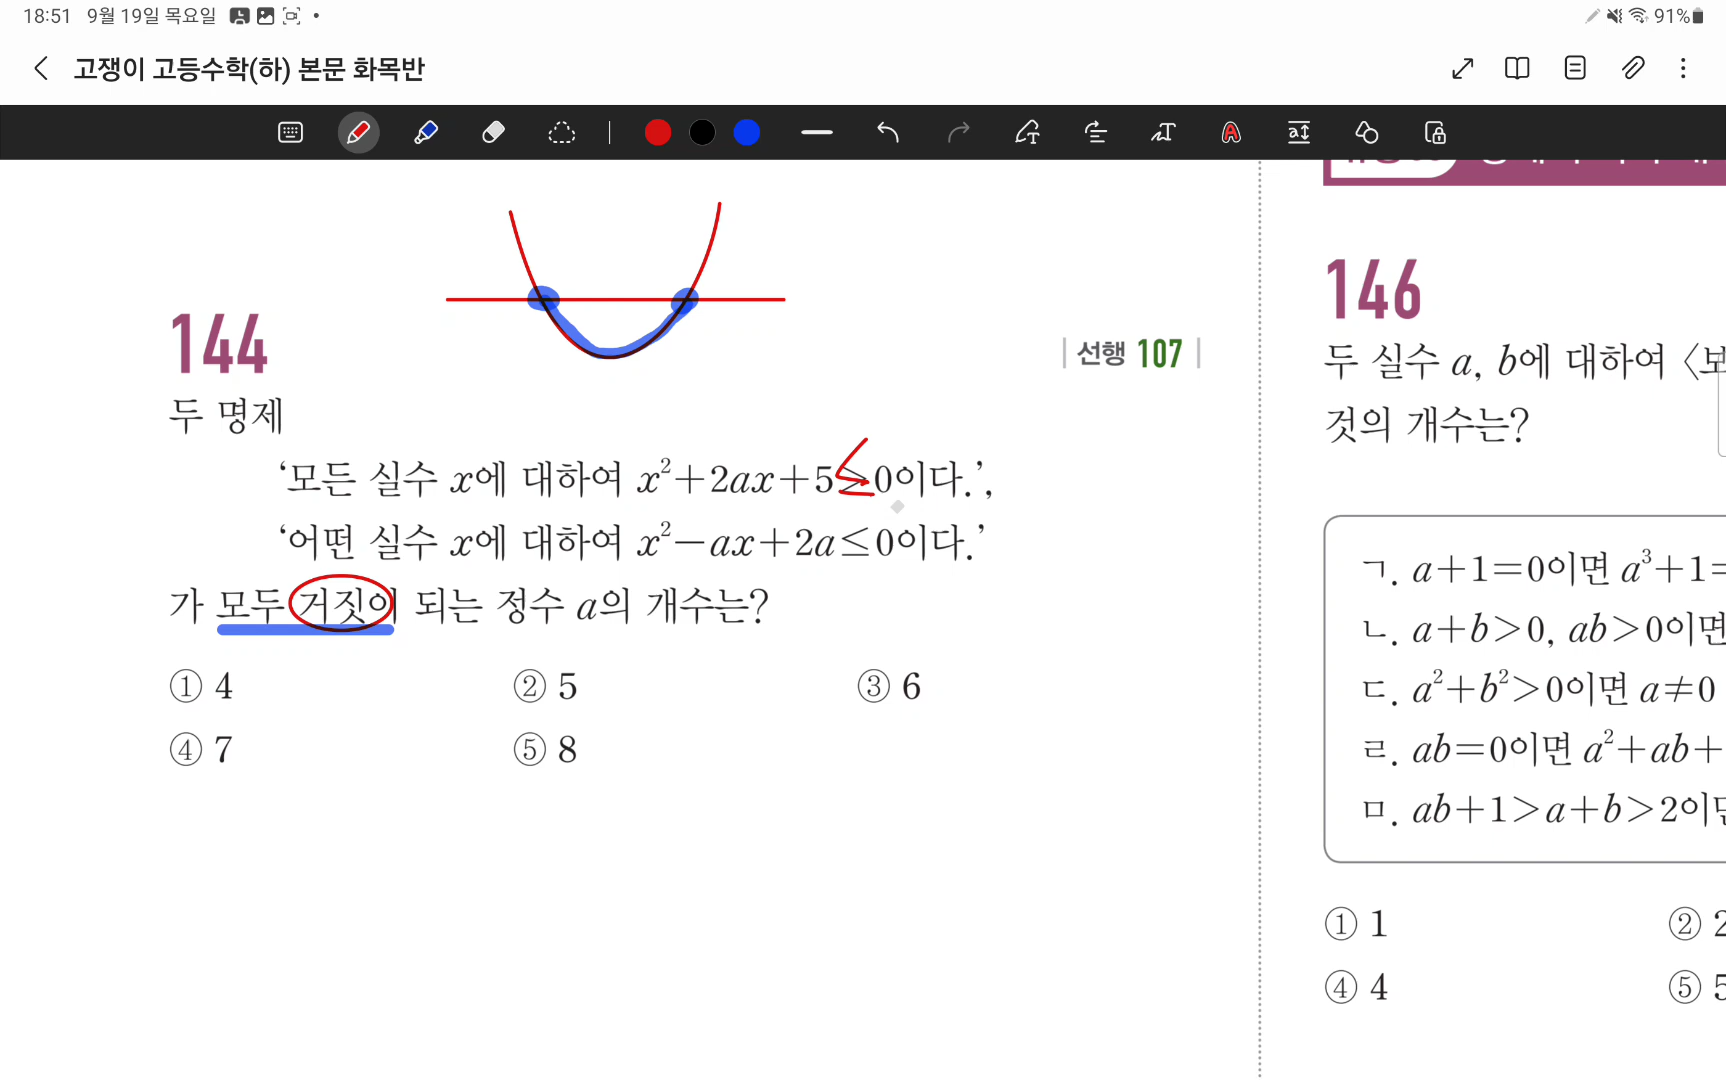 18:51 9월 19일 목요일
91%
고쟁이 고등수학(하) 본문 화목반
144
선행 107
두 명제
‘모든 실수 x에 대하여 x²+2ax+5≥0이다.’,
≤
‘어떤 실수 x에 대하여 x²−ax+2a≤0이다.’
가 모두 거짓이 되는 정수 a의 개수는?
① 4 ② 5 ③ 6
④ 7 ⑤ 8
146
두 실수 a, b에 대하여 〈보
것의 개수는?
ㄱ. a+1=0이면 a³+1=
ㄴ. a+b>0, ab>0이면
ㄷ. a²+b²>0이면 a≠0
ㄹ. ab=0이면 a²+ab+
ㅁ. ab+1>a+b>2이면
① 1 ② 2
④ 4 ⑤ 5